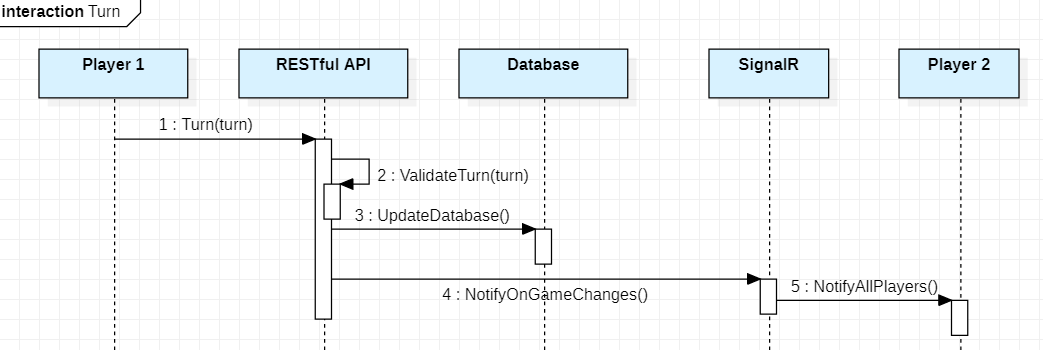 interaction Turn
Player 1
RESTful API
Database
SignalR
Player 2
1 : Turn(turn)
2 : ValidateTurn(turn)
3 : UpdateDatabase()
4 : NotifyOnGameChanges()
5 : NotifyAllPlayers()